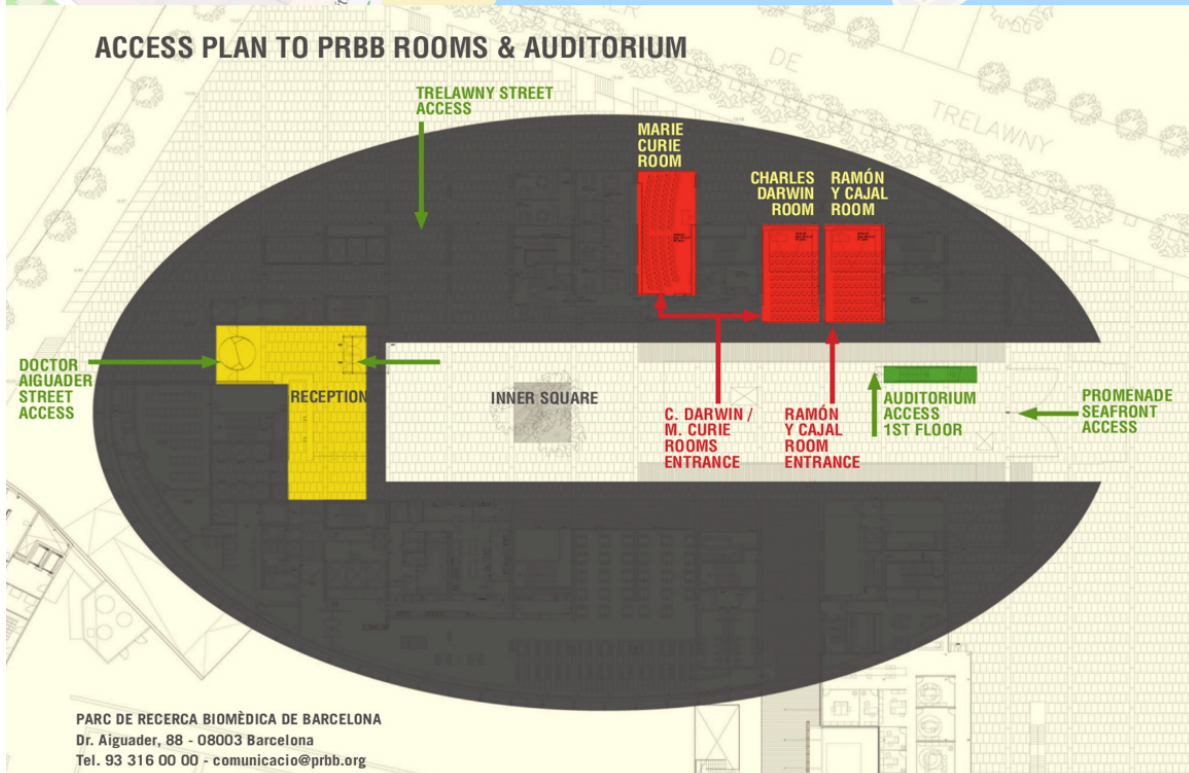 ACCESS PLAN TO PRBB ROOMS & AUDITORIUM
DE
TRELAWNY
TRELAWNY STREET
ACCESS
MARIE
CURIE
ROOM
CHARLES
DARWIN
ROOM
RAMÓN
Y CAJAL
ROOM
DOCTOR
AIGUADER
STREET
ACCESS
RECEPTION
INNER SQUARE
C. DARWIN /
M. CURIE
ROOMS
ENTRANCE
RAMÓN
Y CAJAL
ROOM
ENTRANCE
AUDITORIUM
ACCESS
1ST FLOOR
PROMENADE
SEAFRONT
ACCESS
PARC DE RECERCA BIOMÈDICA DE BARCELONA
Dr. Aiguader, 88 - 08003 Barcelona
Tel. 93 316 00 00 - comunicacio@prbb.org